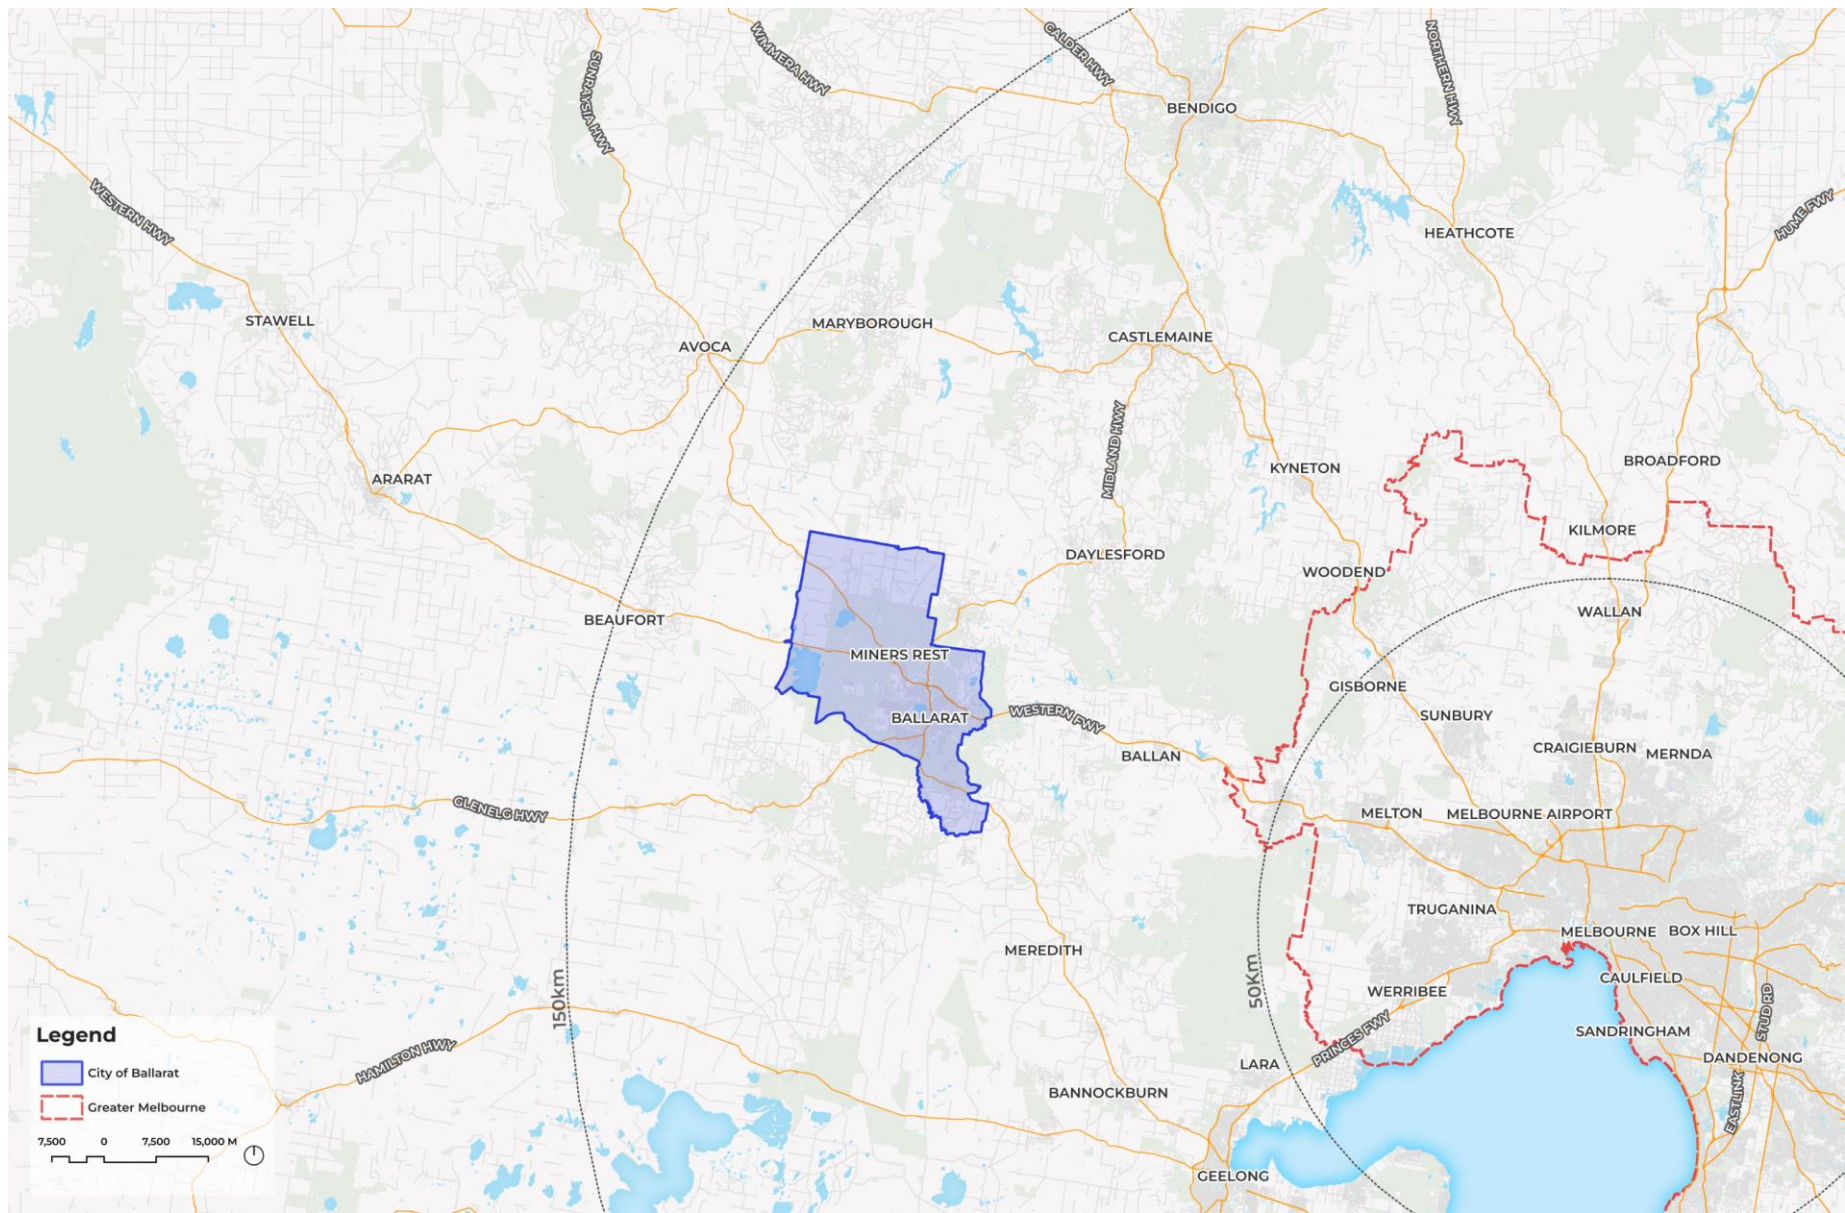 WIMMERA HWY
CALDER HWY
NORTHERN HWY
SUNRAYSIA HWY
BENDIGO
WESTERN HWY
HUME FWY
HEATHCOTE
STAWELL
MARYBOROUGH
AVOCA
CASTLEMAINE
MIDLAND HWY
ARARAT
KYNETON
BROADFORD
KILMORE
DAYLESFORD
WOODEND
BEAUFORT
WALLAN
MINERS REST
GISBORNE
BALLARAT
WESTERN FWY
SUNBURY
BALLAN
CRAIGIEBURN
MERNDA
GLENELG HWY
MELTON
MELBOURNE AIRPORT
TRUGANINA
MELBOURNE
BOX HILL
MEREDITH
CAULFIELD
150km
50Km
WERRIBEE
STUD RD
SANDRINGHAM
PRINCES FWY
HAMILTON HWY
LARA
DANDENONG
BANNOCKBURN
EASTLINK
GEELONG
Legend
City of Ballarat
Greater Melbourne
7,500 0 7,500 15,000 M